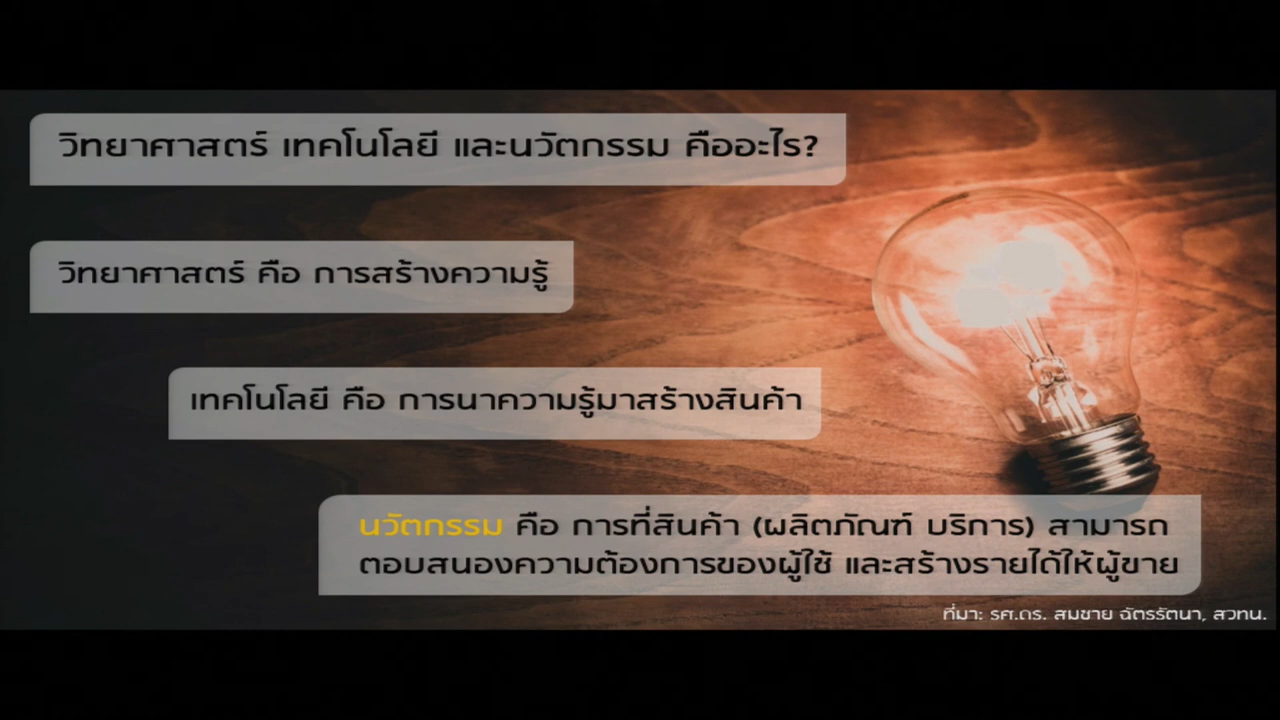 วิทยาศาสตร์ เทคโนโลยี และนวัตกรรม คืออะไร?
วิทยาศาสตร์ คือ การสร้างความรู้
เทคโนโลยี คือ การนาความรู้มาสร้างสินค้า
นวัตกรรม คือ การที่สินค้า (ผลิตภัณฑ์ บริการ) สามารถ
ตอบสนองความต้องการของผู้ใช้ และสร้างรายได้ให้ผู้ขาย
ที่มา: รศ.ดร. สมชาย ฉัตรรัตนา, สวทน.